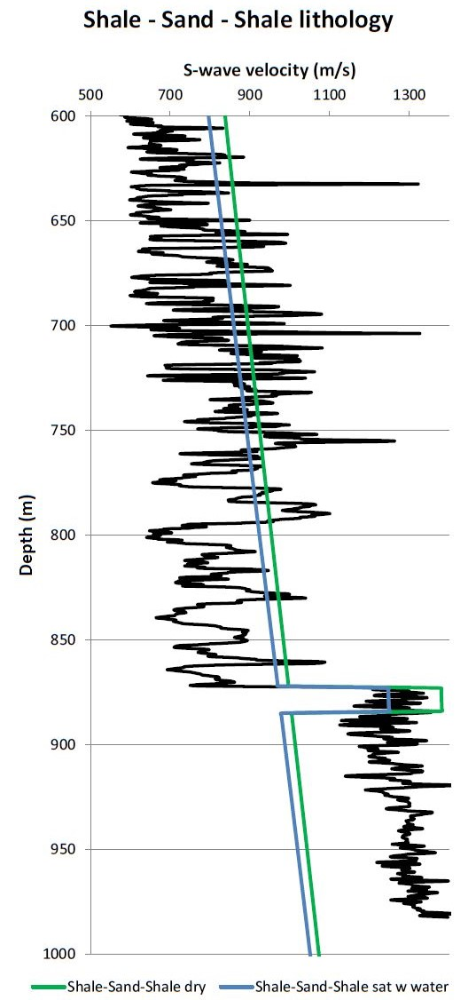 Shale - Sand - Shale lithology
S-wave velocity (m/s)
500 700 900 1100 1300
600
650
700
750
800
850
900
950
1000
Depth (m)
Shale-Sand-Shale dry Shale-Sand-Shale sat w water